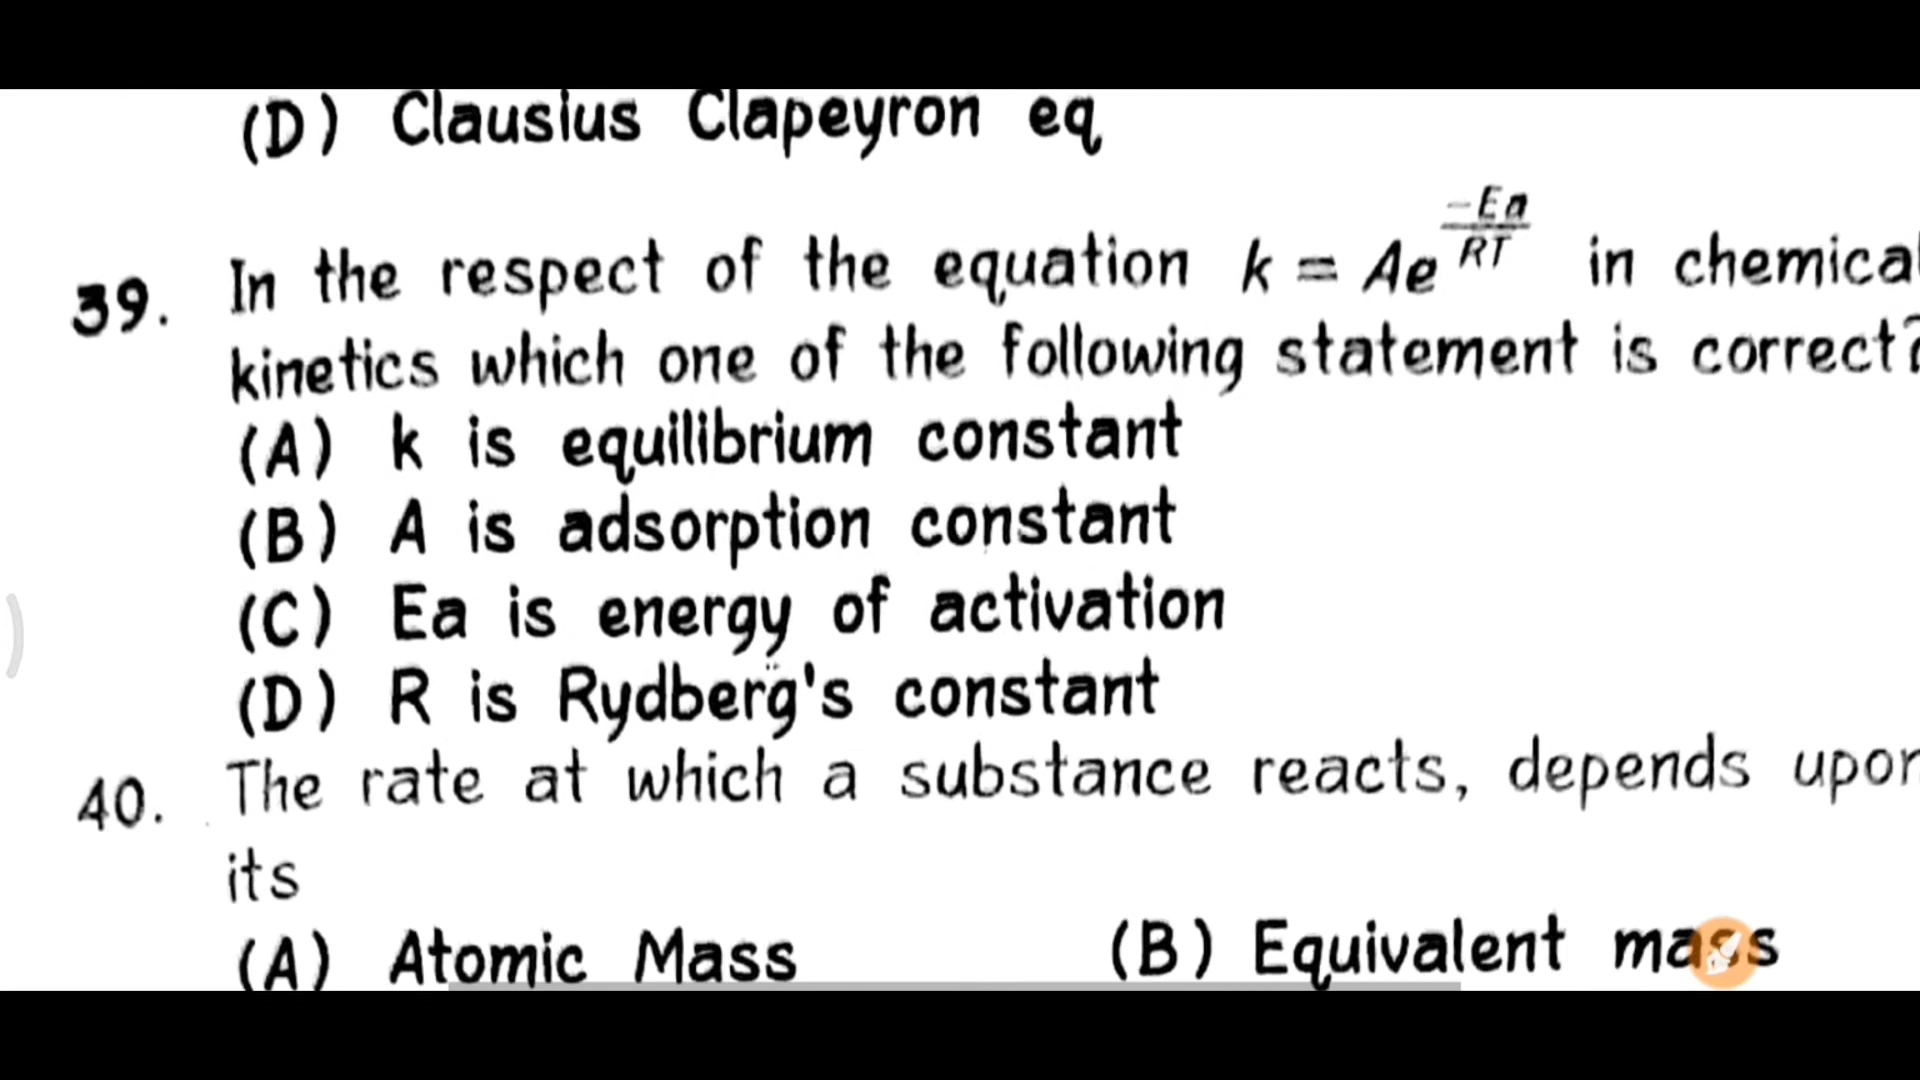 (D) Clausius Clapeyron eq
39. In the respect of the equation k = Ae^{-Ea/RT} in chemical
kinetics which one of the following statement is correct?
(A) k is equilibrium constant
(B) A is adsorption constant
(C) Ea is energy of activation
(D) R is Rydberg's constant
40. The rate at which a substance reacts, depends upon
its
(A) Atomic Mass (B) Equivalent mass